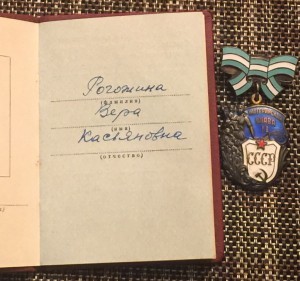 Рогожина
(фамилия)
Вера
(имя)
Касьяновна
(отчество)
СССР